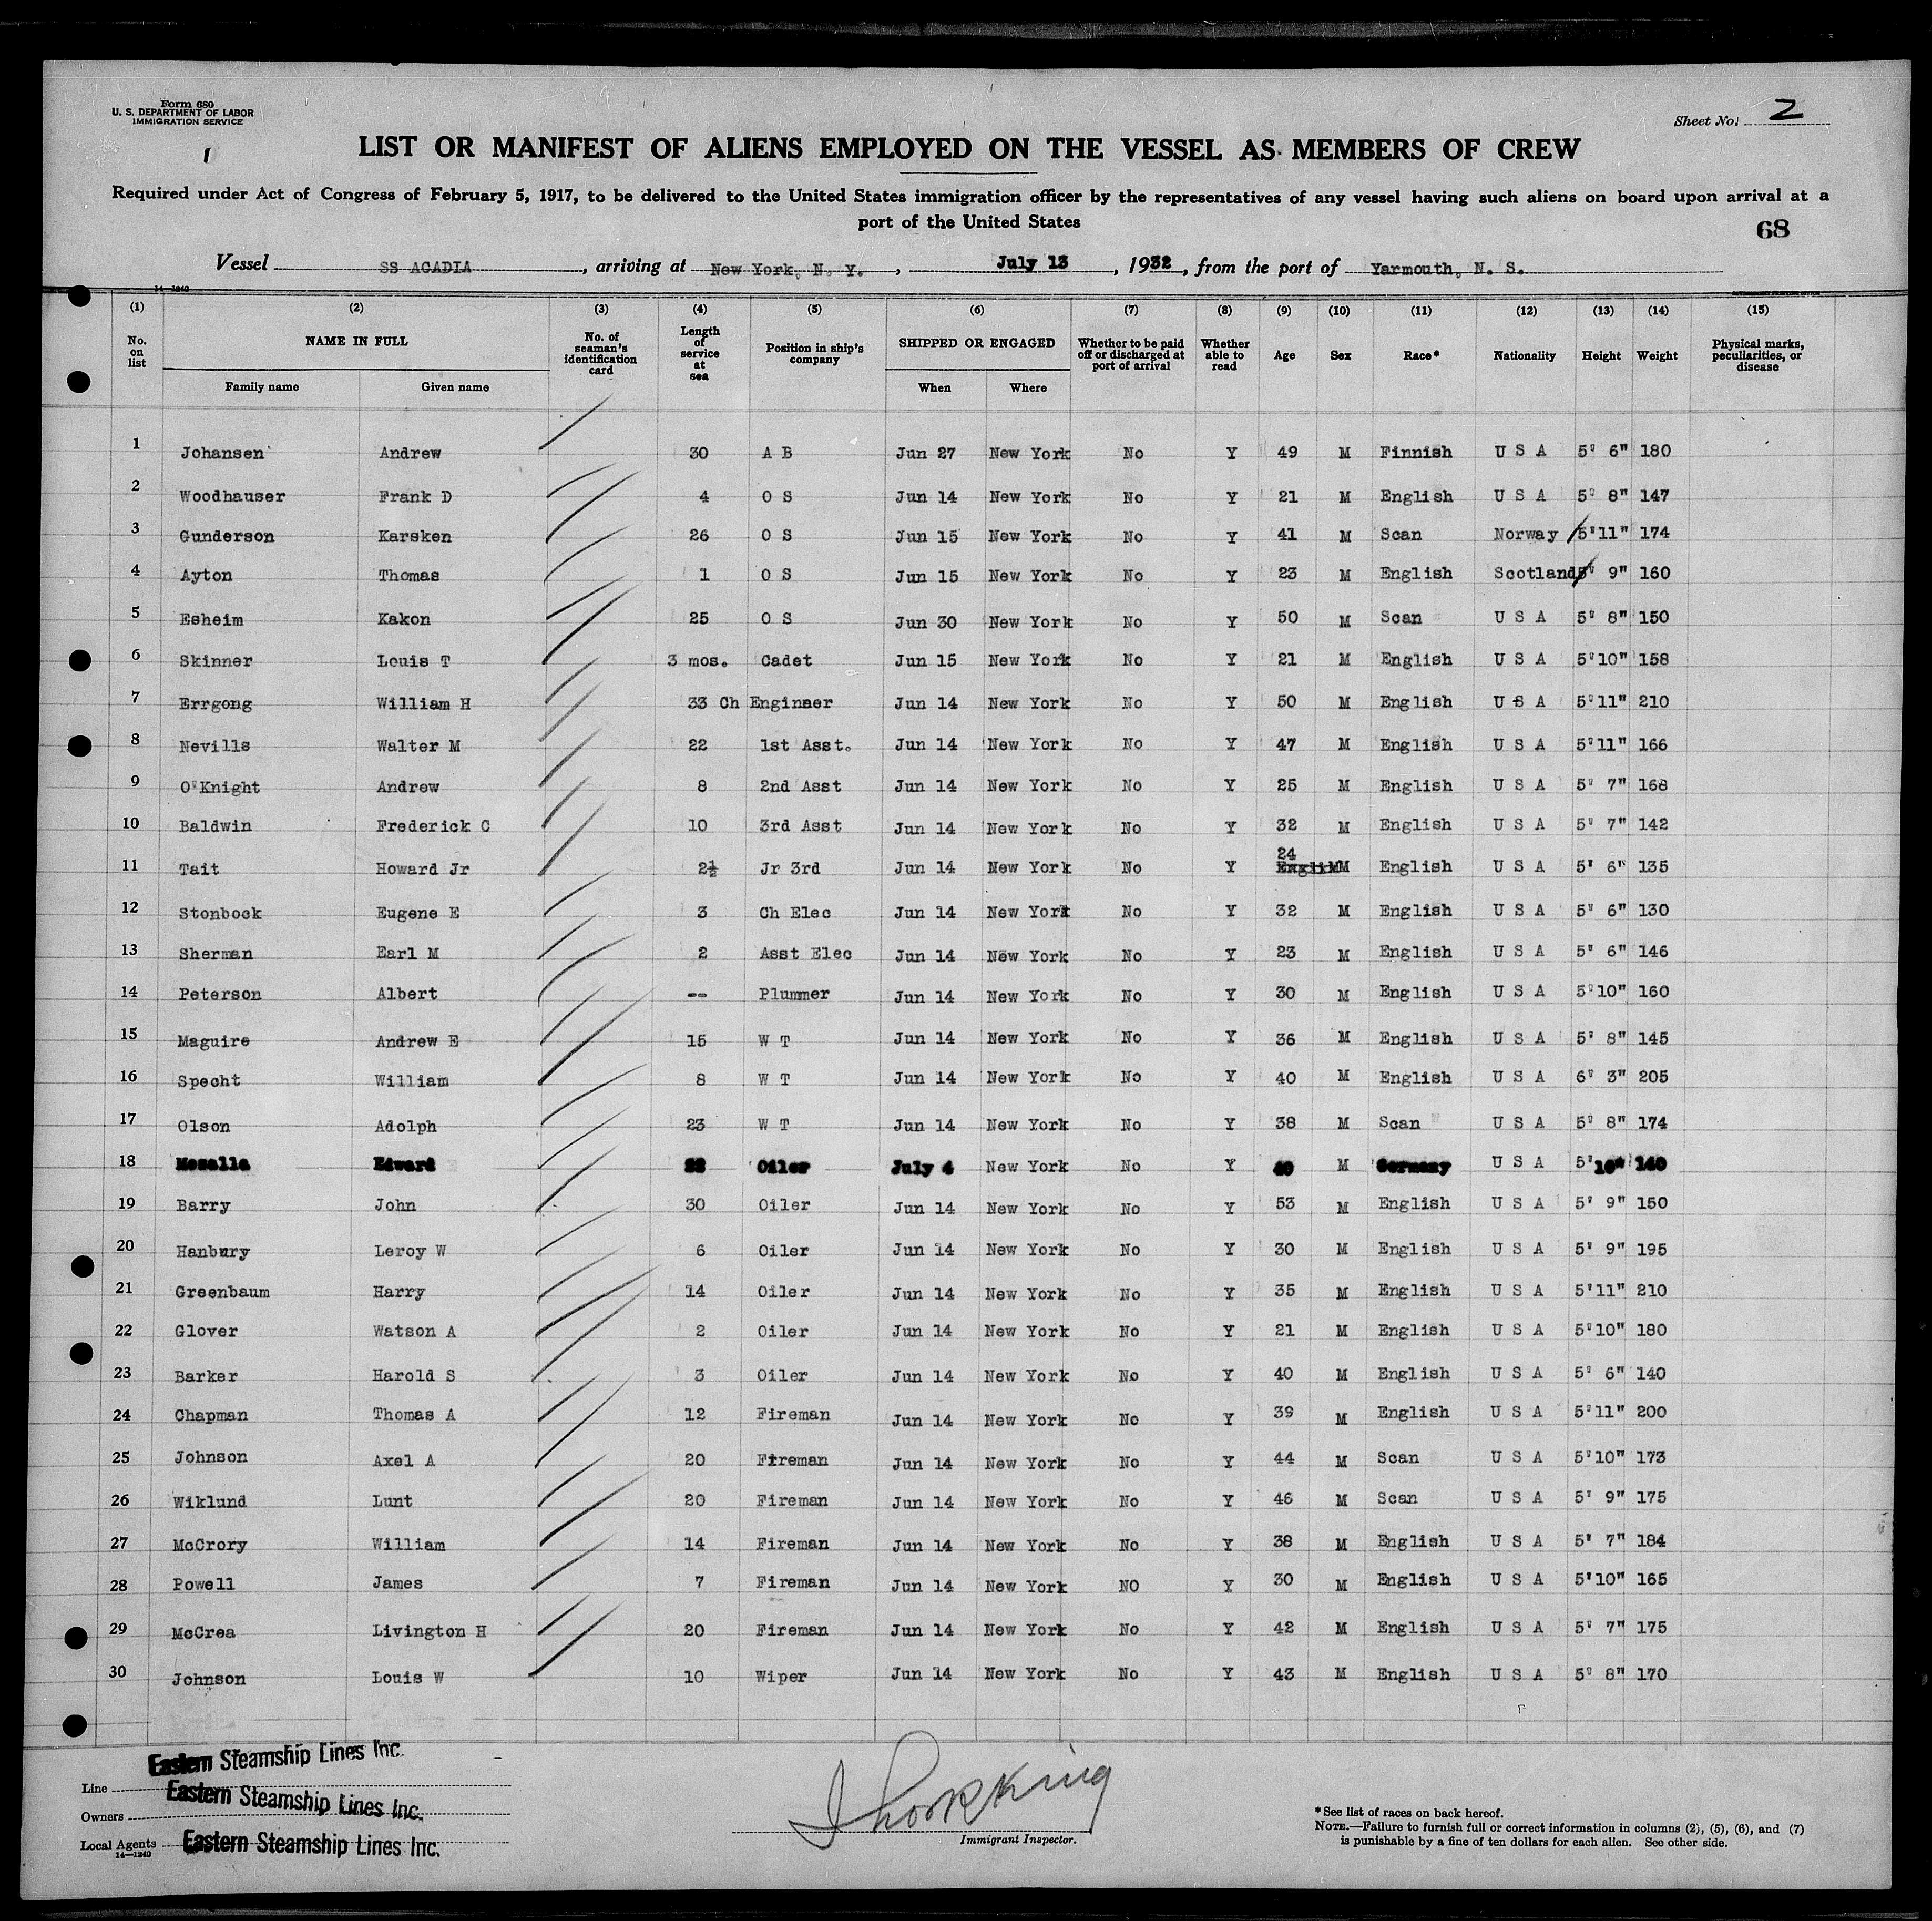 Form 680
U. S. DEPARTMENT OF LABOR
IMMIGRATION SERVICE
1
Sheet No. 2
LIST OR MANIFEST OF ALIENS EMPLOYED ON THE VESSEL AS MEMBERS OF CREW
Required under Act of Congress of February 5, 1917, to be delivered to the United States immigration officer by the representatives of any vessel having such aliens on board upon arrival at a
port of the United States
68
Vessel SS ACADIA, arriving at New York, N. Y., July 13, 1932, from the port of Yarmouth, N. S.
14—1240
(1) (2) (3) (4) (5) (6) (7) (8) (9) (10) (11) (12) (13) (14) (15)
No. on list NAME IN FULL Family name Given name No. of seaman's identification card Length of service at sea Position in ship's company SHIPPED OR ENGAGED When Where Whether to be paid off or discharged at port of arrival Whether able to read Age Sex Race* Nationality Height Weight Physical marks, peculiarities, or disease
1 Johansen Andrew 30 A B Jun 27 New York No Y 49 M Finnish U S A 5' 6" 180
2 Woodhauser Frank D 4 O S Jun 14 New York No Y 21 M English U S A 5' 8" 147
3 Gunderson Karsken 26 O S Jun 15 New York No Y 41 M Scan Norway 5'11" 174
4 Ayton Thomas 1 O S Jun 15 New York No Y 23 M English Scotland 5' 9" 160
5 Esheim Kakon 25 O S Jun 30 New York No Y 50 M Scan U S A 5' 8" 150
6 Skinner Louis T 3 mos. Cadet Jun 15 New York No Y 21 M English U S A 5'10" 158
7 Errgong William H 33 Ch Enginaer Jun 14 New York No Y 50 M English U S A 5'11" 210
8 Nevills Walter M 22 1st Asst. Jun 14 New York No Y 47 M English U S A 5'11" 166
9 O'Knight Andrew 8 2nd Asst Jun 14 New York No Y 25 M English U S A 5' 7" 168
10 Baldwin Frederick C 10 3rd Asst Jun 14 New York No Y 32 M English U S A 5' 7" 142
11 Tait Howard Jr 2½ Jr 3rd Jun 14 New York No Y 24 M English U S A 5' 6" 135
12 Stonbock Eugene E 3 Ch Elec Jun 14 New York No Y 32 M English U S A 5' 6" 130
13 Sherman Earl M 2 Asst Elec Jun 14 New York No Y 23 M English U S A 5' 6" 146
14 Peterson Albert -- Plummer Jun 14 New York No Y 30 M English U S A 5'10" 160
15 Maguire Andrew E 15 W T Jun 14 New York No Y 36 M English U S A 5' 8" 145
16 Specht William 8 W T Jun 14 New York No Y 40 M English U S A 6' 3" 205
17 Olson Adolph 23 W T Jun 14 New York No Y 38 M Scan U S A 5' 8" 174
18 Edward Oiler July 4 New York No Y 40 M Germany U S A 5'10" 140
19 Barry John 30 Oiler Jun 14 New York No Y 53 M English U S A 5' 9" 150
20 Hanbury Leroy W 6 Oiler Jun 14 New York No Y 30 M English U S A 5' 9" 195
21 Greenbaum Harry 14 Oiler Jun 14 New York No Y 35 M English U S A 5'11" 210
22 Glover Watson A 2 Oiler Jun 14 New York No Y 21 M English U S A 5'10" 180
23 Barker Harold S 3 Oiler Jun 14 New York No Y 40 M English U S A 5' 6" 140
24 Chapman Thomas A 12 Fireman Jun 14 New York No Y 39 M English U S A 5'11" 200
25 Johnson Axel A 20 Fireman Jun 14 New York No Y 44 M Scan U S A 5'10" 173
26 Wiklund Lunt 20 Fireman Jun 14 New York No Y 46 M Scan U S A 5' 9" 175
27 McCrory William 14 Fireman Jun 14 New York No Y 38 M English U S A 5' 7" 184
28 Powell James 7 Fireman Jun 14 New York NO Y 30 M English U S A 5'10" 165
29 McCrea Livington H 20 Fireman Jun 14 New York No Y 42 M English U S A 5' 7" 175
30 Johnson Louis W 10 Wiper Jun 14 New York No Y 43 M English U S A 5' 8" 170
Line Eastern Steamship Lines Inc.
Owners Eastern Steamship Lines Inc.
Local Agents Eastern Steamship Lines Inc.
14—1240
Immigrant Inspector.
*See list of races on back hereof.
NOTE.—Failure to furnish full or correct information in columns (2), (5), (6), and (7)
is punishable by a fine of ten dollars for each alien. See other side.